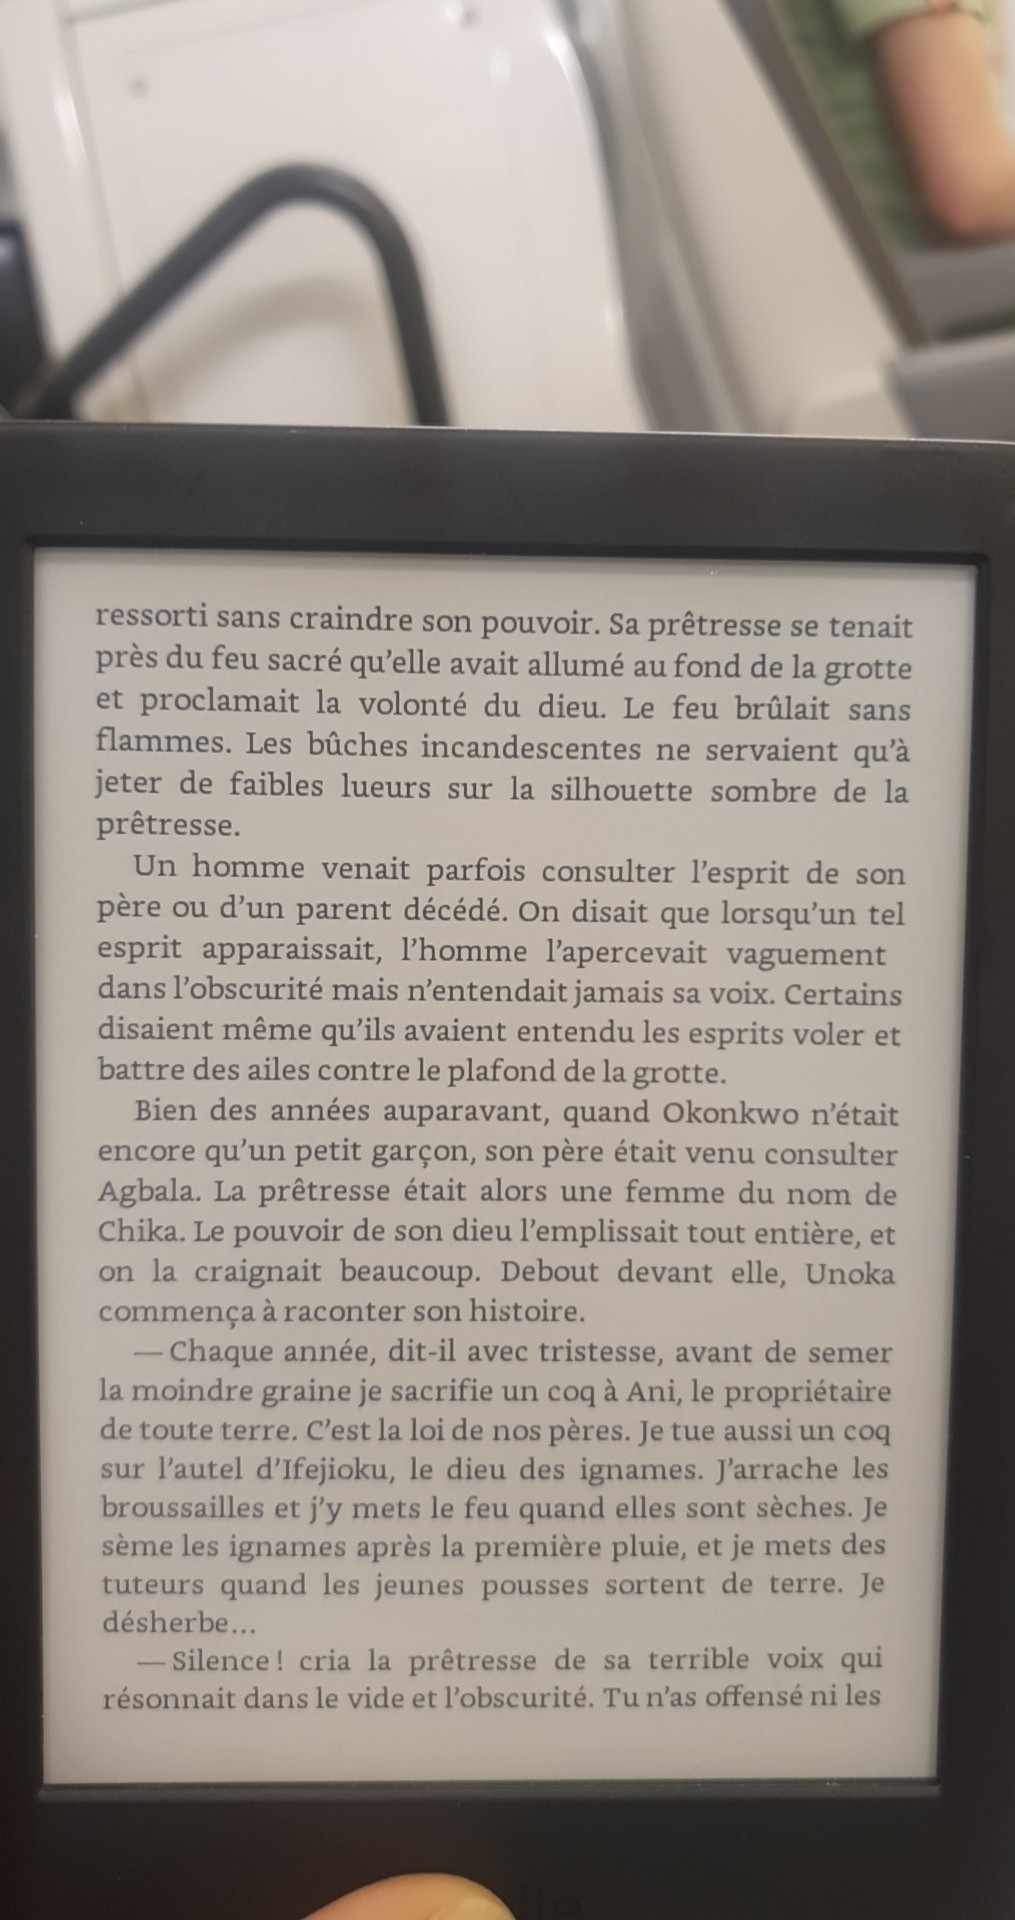 ressorti sans craindre son pouvoir. Sa prêtresse se tenait
près du feu sacré qu'elle avait allumé au fond de la grotte
et proclamait la volonté du dieu. Le feu brûlait sans
flammes. Les bûches incandescentes ne servaient qu'à
jeter de faibles lueurs sur la silhouette sombre de la
prêtresse.
Un homme venait parfois consulter l'esprit de son
père ou d'un parent décédé. On disait que lorsqu'un tel
esprit apparaissait, l'homme l'apercevait vaguement
dans l'obscurité mais n'entendait jamais sa voix. Certains
disaient même qu'ils avaient entendu les esprits voler et
battre des ailes contre le plafond de la grotte.
Bien des années auparavant, quand Okonkwo n'était
encore qu'un petit garçon, son père était venu consulter
Agbala. La prêtresse était alors une femme du nom de
Chika. Le pouvoir de son dieu l'emplissait tout entière, et
on la craignait beaucoup. Debout devant elle, Unoka
commença à raconter son histoire.
— Chaque année, dit-il avec tristesse, avant de semer
la moindre graine je sacrifie un coq à Ani, le propriétaire
de toute terre. C'est la loi de nos pères. Je tue aussi un coq
sur l'autel d'Ifejioku, le dieu des ignames. J'arrache les
broussailles et j'y mets le feu quand elles sont sèches. Je
sème les ignames après la première pluie, et je mets des
tuteurs quand les jeunes pousses sortent de terre. Je
désherbe...
— Silence ! cria la prêtresse de sa terrible voix qui
résonnait dans le vide et l'obscurité. Tu n'as offensé ni les